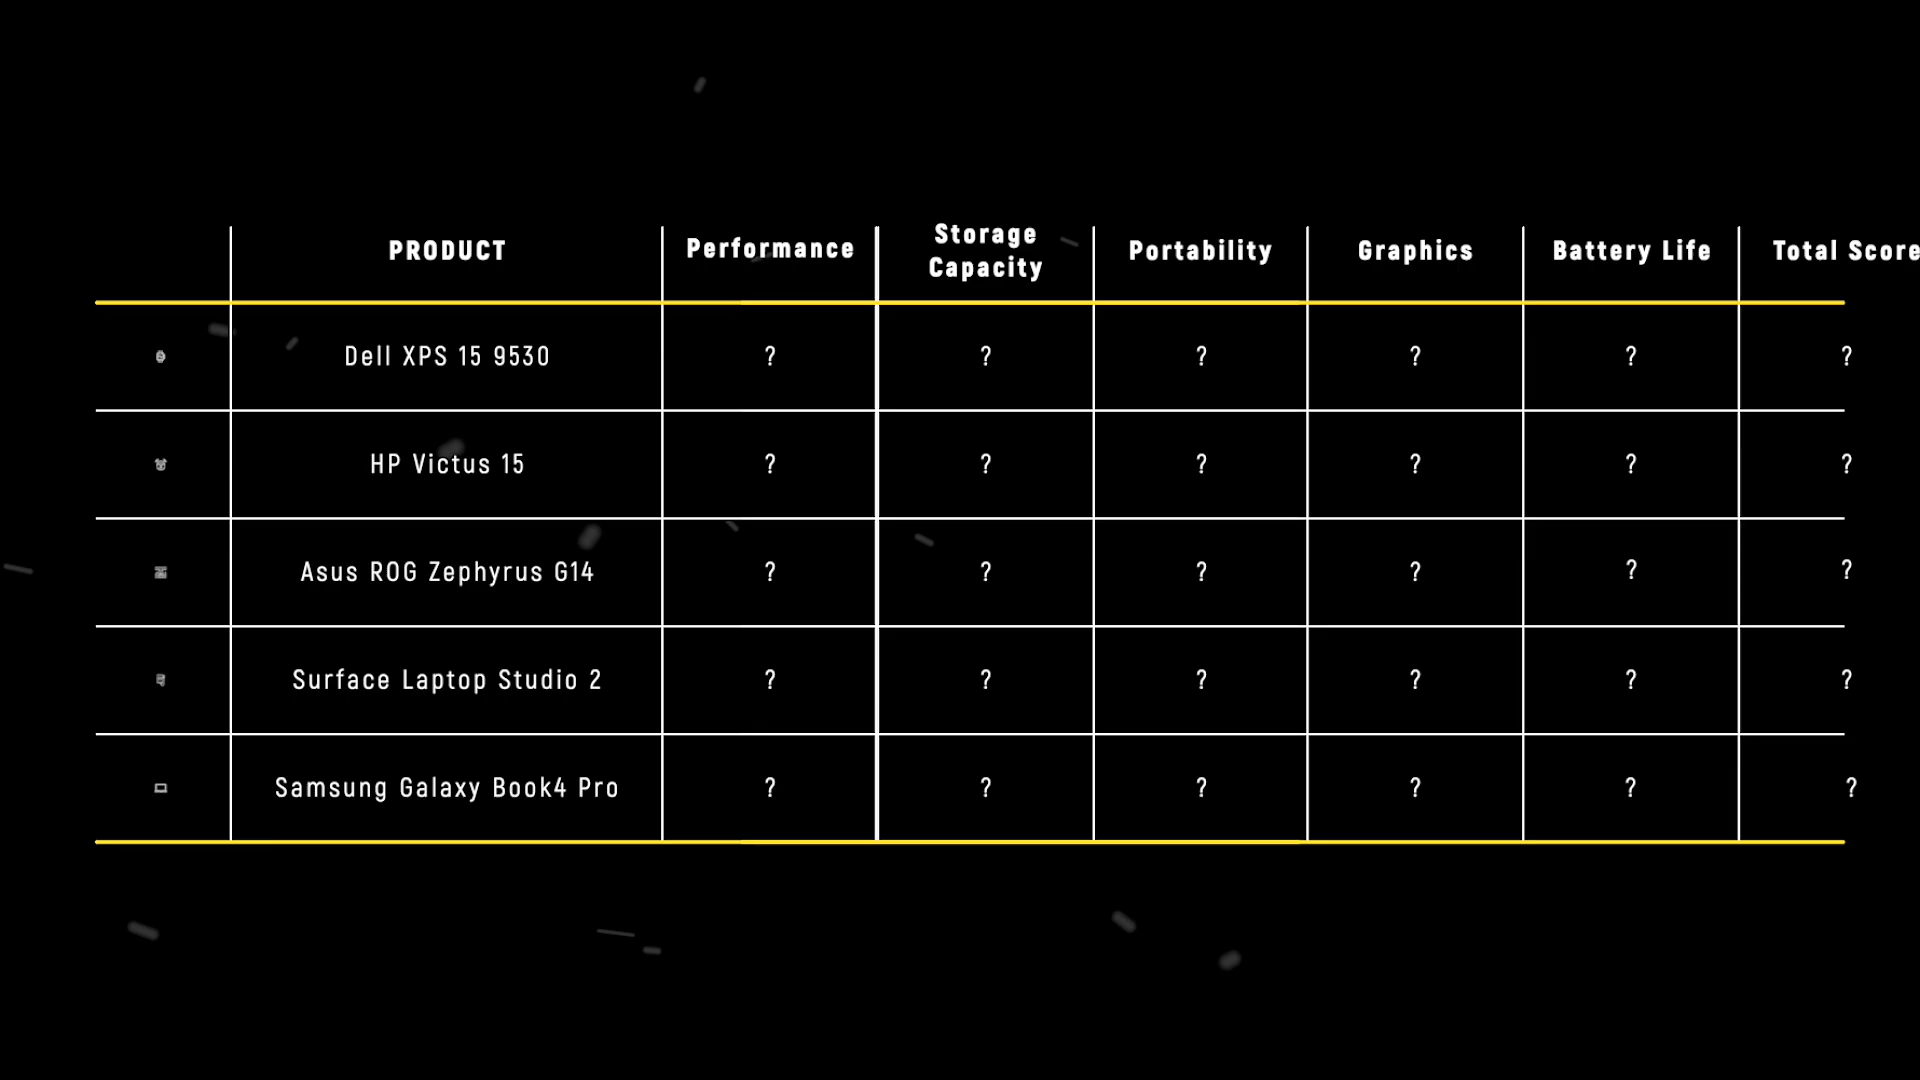 PRODUCT Performance Storage Capacity Portability Graphics Battery Life Total Score
Dell XPS 15 9530 ? ? ? ? ? ?
HP Victus 15 ? ? ? ? ? ?
Asus ROG Zephyrus G14 ? ? ? ? ? ?
Surface Laptop Studio 2 ? ? ? ? ? ?
Samsung Galaxy Book4 Pro ? ? ? ? ? ?